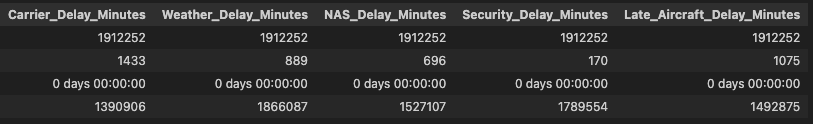 Carrier_Delay_Minutes Weather_Delay_Minutes NAS_Delay_Minutes Security_Delay_Minutes Late_Aircraft_Delay_Minutes
1912252 1912252 1912252 1912252 1912252
1433 889 696 170 1075
0 days 00:00:00 0 days 00:00:00 0 days 00:00:00 0 days 00:00:00 0 days 00:00:00
1390906 1866087 1527107 1789554 1492875